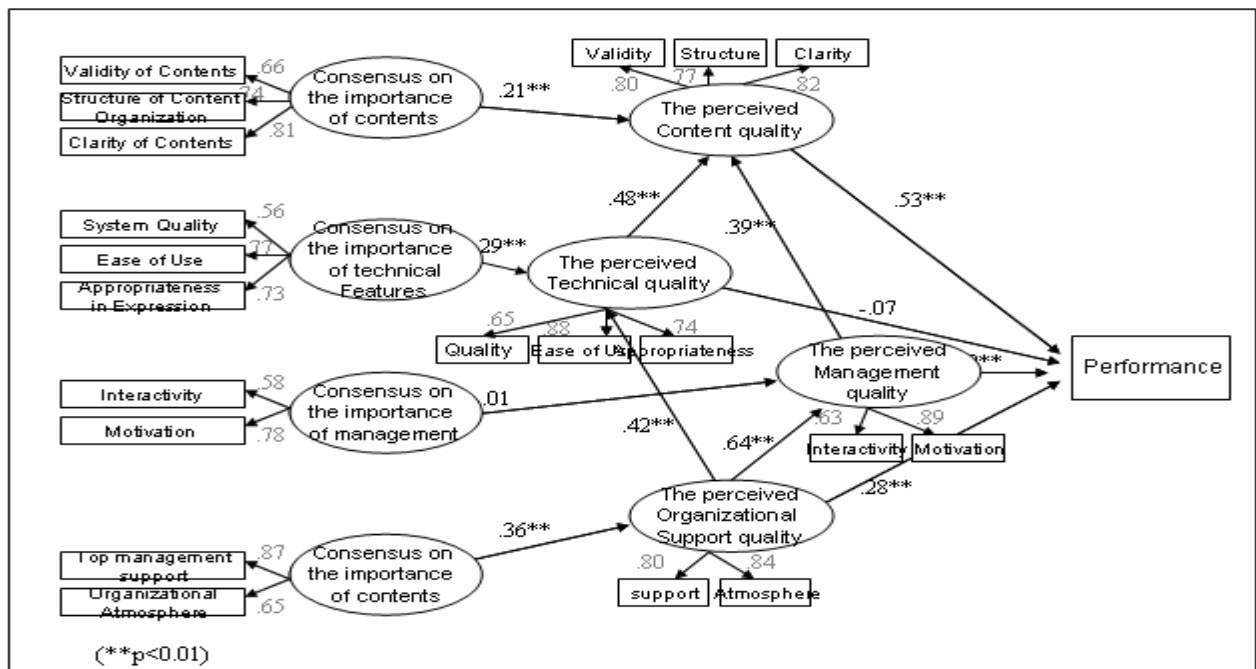 Validity
Structure
Clarity
.80
.77
.82
The perceived
Content quality
Validity of Contents
Structure of Content
Organization
Clarity of Contents
.66
.74
.81
Consensus on
the importance
of contents
.21**
.48**
.39**
.53**
System Quality
Ease of Use
Appropriateness
in Expression
.56
.77
.73
Consensus on
the importance
of technical
Features
.29**
The perceived
Technical quality
-.07
.65
.88
.74
Quality
Ease of Us
Appropriateness
The perceived
Management
quality
**
Performance
Interactivity
Motivation
.58
.78
Consensus on
the importance
of management
.01
.42**
.64**
.63
.89
Interactivity
Motivation
.28**
The perceived
Organizational
Support quality
.80
.84
support
Atmosphere
Top management
support
Organizational
Atmosphere
.87
.65
Consensus on
the importance
of contents
.36**
(**p<0.01)